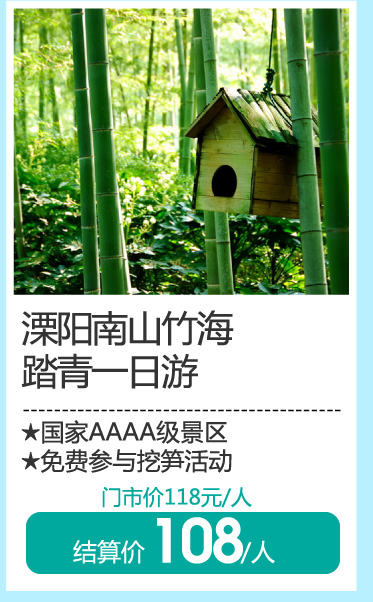 溧阳南山竹海
踏青一日游
★国家AAAA级景区
★免费参与挖笋活动
门市价118元/人
结算价 108/人